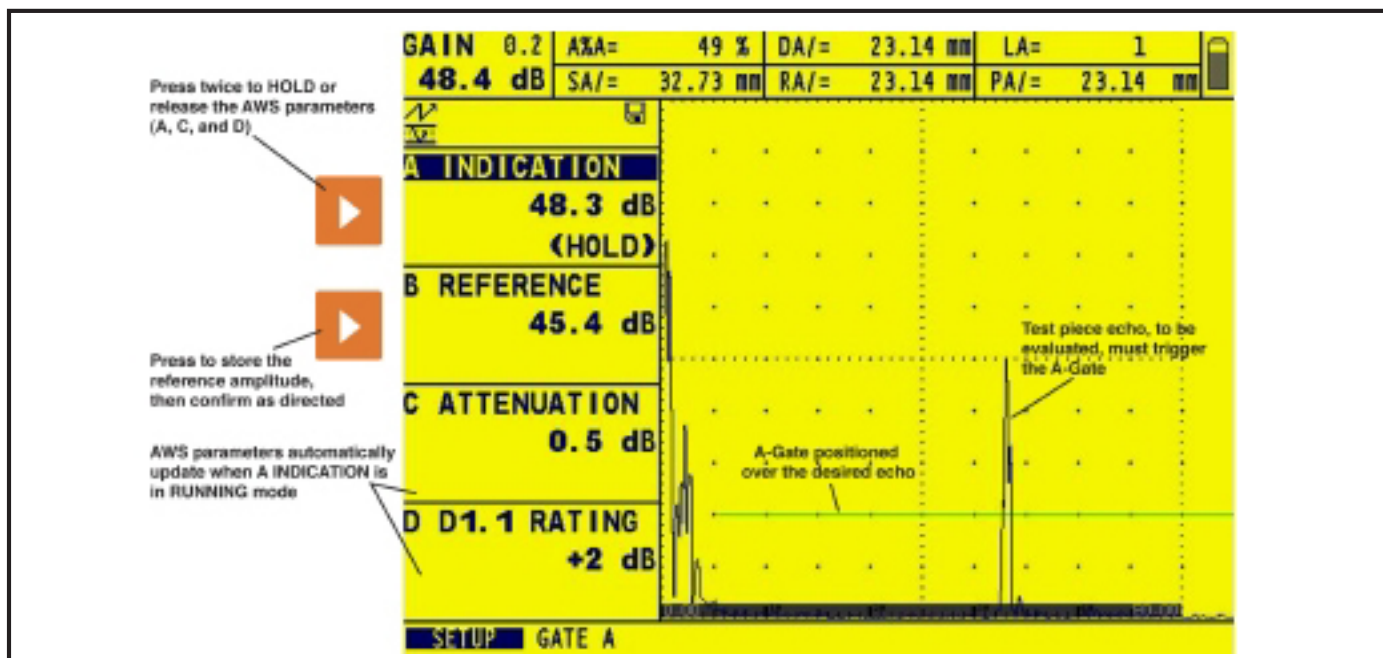 GAIN 0.2 A%A= 49 % DA/= 23.14 mm LA= 1
48.4 dB SA/= 32.73 mm RA/= 23.14 mm PA/= 23.14 mm
Press twice to HOLD or
release the AWS parameters
(A, C, and D)
A INDICATION
48.3 dB
(HOLD)
B REFERENCE
45.4 dB
Press to store the
reference amplitude,
then confirm as directed
Test piece echo, to be
evaluated, must trigger
the A-Gate
C ATTENUATION
0.5 dB
AWS parameters automatically
update when A INDICATION is
in RUNNING mode
A-Gate positioned
over the desired echo
D D1.1 RATING
+2 dB
SETUP GATE A